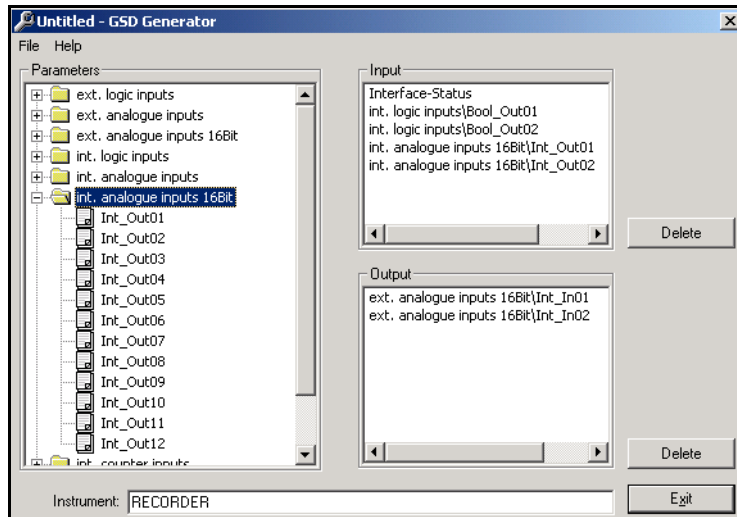 Untitled - GSD Generator
File Help
Parameters
ext. logic inputs
ext. analogue inputs
ext. analogue inputs 16Bit
int. logic inputs
int. analogue inputs
int. analogue inputs 16Bit
Int_Out01
Int_Out02
Int_Out03
Int_Out04
Int_Out05
Int_Out06
Int_Out07
Int_Out08
Int_Out09
Int_Out10
Int_Out11
Int_Out12
int. counter inputs
Input
Interface-Status
int. logic inputs\Bool_Out01
int. logic inputs\Bool_Out02
int. analogue inputs 16Bit\Int_Out01
int. analogue inputs 16Bit\Int_Out02
Delete
Output
ext. analogue inputs 16Bit\Int_In01
ext. analogue inputs 16Bit\Int_In02
Delete
Instrument: RECORDER
Exit